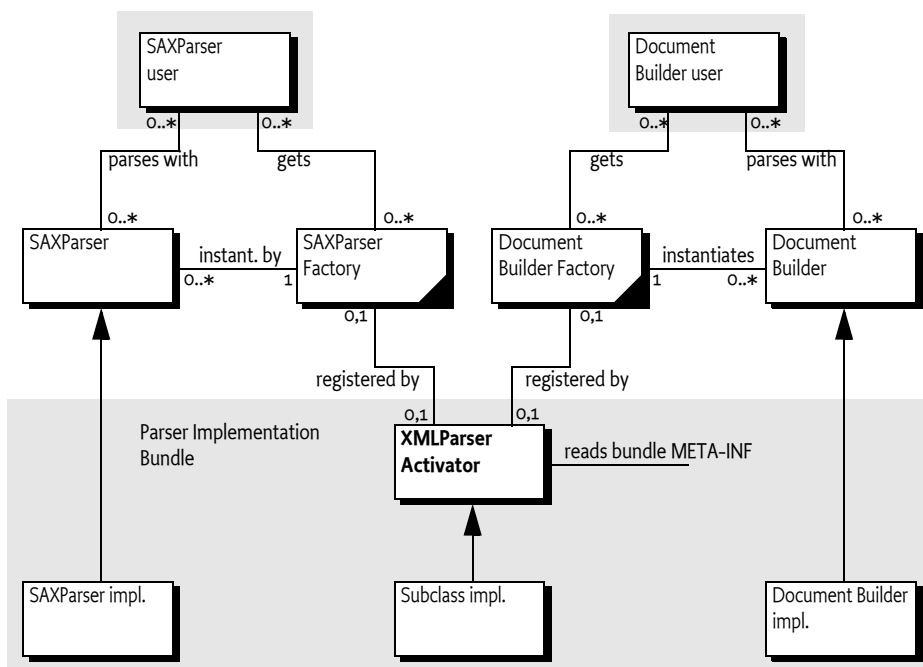 SAXParser
user
Document
Builder user
0..*
0..*
0..*
0..*
parses with
gets
gets
parses with
0..*
0..*
0..*
0..*
SAXParser
SAXParser
Factory
Document
Builder Factory
Document
Builder
instant. by
instantiates
0..*
1
1
0..*
0,1
0,1
registered by
registered by
0,1
0,1
Parser Implementation
Bundle
XMLParser
Activator
reads bundle META-INF
SAXParser impl.
Subclass impl.
Document Builder
impl.